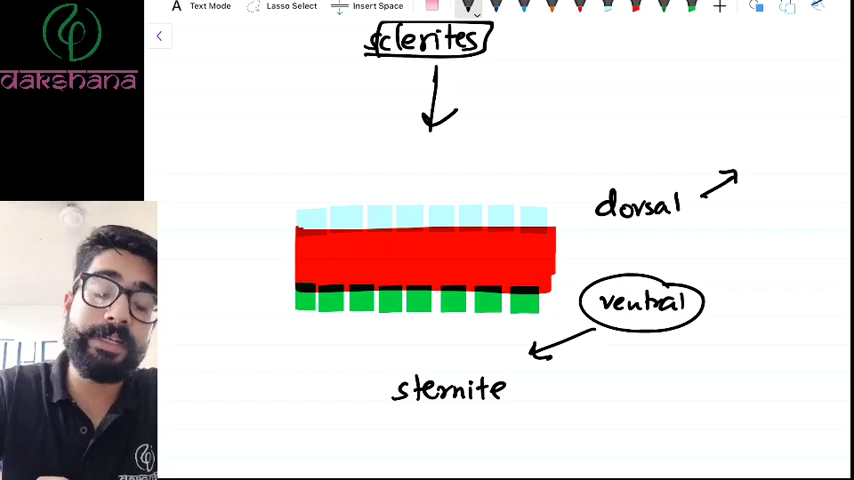 Text Mode Lasso Select Insert Space
dakshana
sclerites
dorsal
ventral
sternite